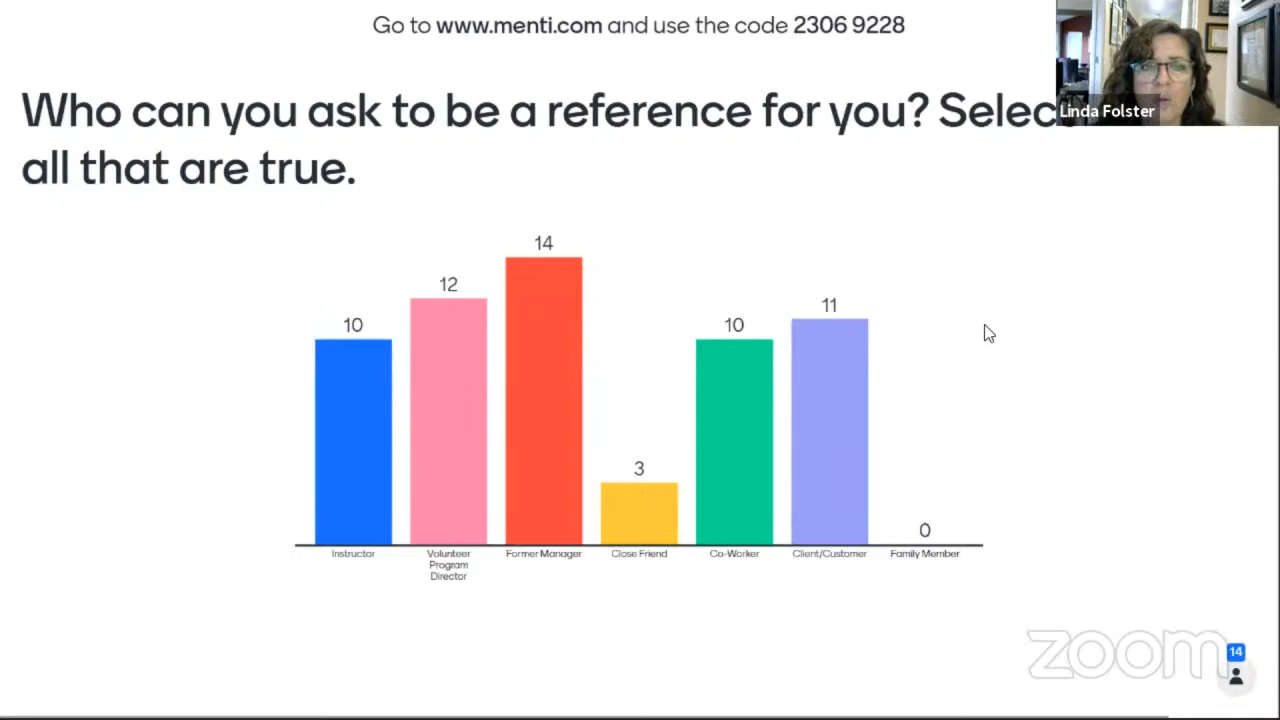 Go to www.menti.com and use the code 2306 9228
Who can you ask to be a reference for you? Selec
all that are true.
Linda Folster
14
12
11
10
10
3
0
Instructor
Volunteer
Program
Director
Former Manager
Close Friend
Co-Worker
Client/Customer
Family Member
zoom
14